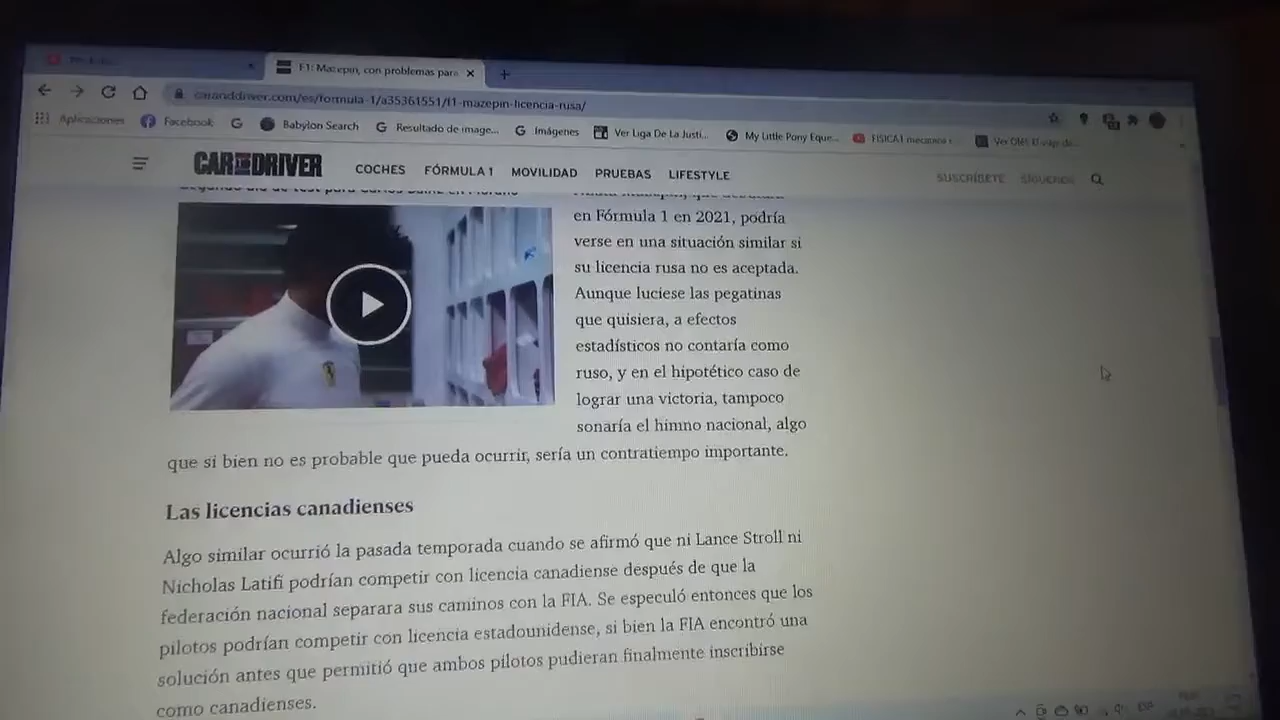 F1: Mazepin, con problemas para
caranddriver.com/es/formula-1/a35361551/f1-mazepin-licencia-rusa/
Aplicaciones Facebook Babylon Search Resultado de image... Imágenes Ver Liga De La Justi... My Little Pony Eque... FISICA I mecanica
CAR AND DRIVER COCHES FÓRMULA 1 MOVILIDAD PRUEBAS LIFESTYLE SUSCRÍBETE SÍGUENOS
en Fórmula 1 en 2021, podría
verse en una situación similar si
su licencia rusa no es aceptada.
Aunque luciese las pegatinas
que quisiera, a efectos
estadísticos no contaría como
ruso, y en el hipotético caso de
lograr una victoria, tampoco
sonaría el himno nacional, algo
que si bien no es probable que pueda ocurrir, sería un contratiempo importante.
Las licencias canadienses
Algo similar ocurrió la pasada temporada cuando se afirmó que ni Lance Stroll ni
Nicholas Latifi podrían competir con licencia canadiense después de que la
federación nacional separara sus caminos con la FIA. Se especuló entonces que los
pilotos podrían competir con licencia estadounidense, si bien la FIA encontró una
solución antes que permitió que ambos pilotos pudieran finalmente inscribirse
como canadienses.
ESP